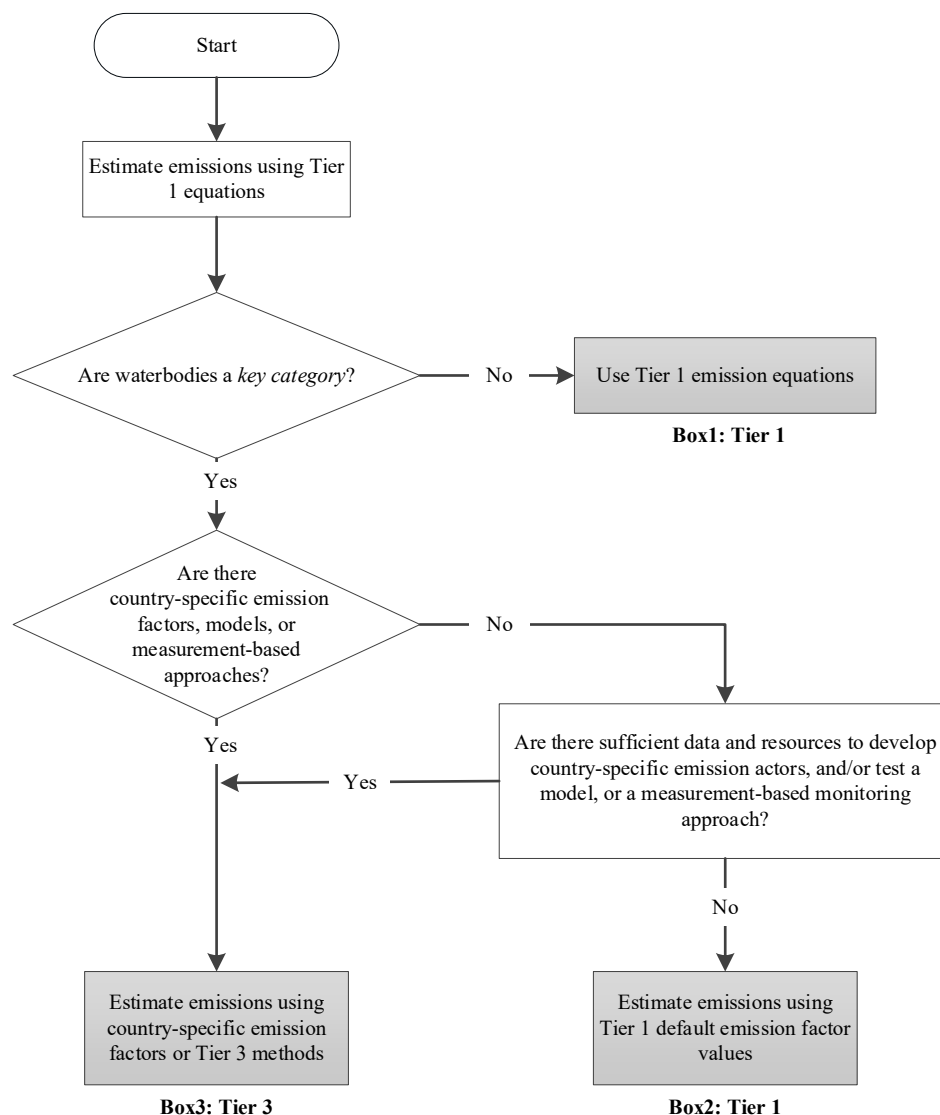 Start
Estimate emissions using Tier
1 equations
Are waterbodies a key category?
No
Use Tier 1 emission equations
Box1: Tier 1
Yes
Are there
country-specific emission
factors, models, or
measurement-based
approaches?
No
Yes
Are there sufficient data and resources to develop
country-specific emission actors, and/or test a
model, or a measurement-based monitoring
approach?
Yes
No
Estimate emissions using
country-specific emission
factors or Tier 3 methods
Box3: Tier 3
Estimate emissions using
Tier 1 default emission factor
values
Box2: Tier 1